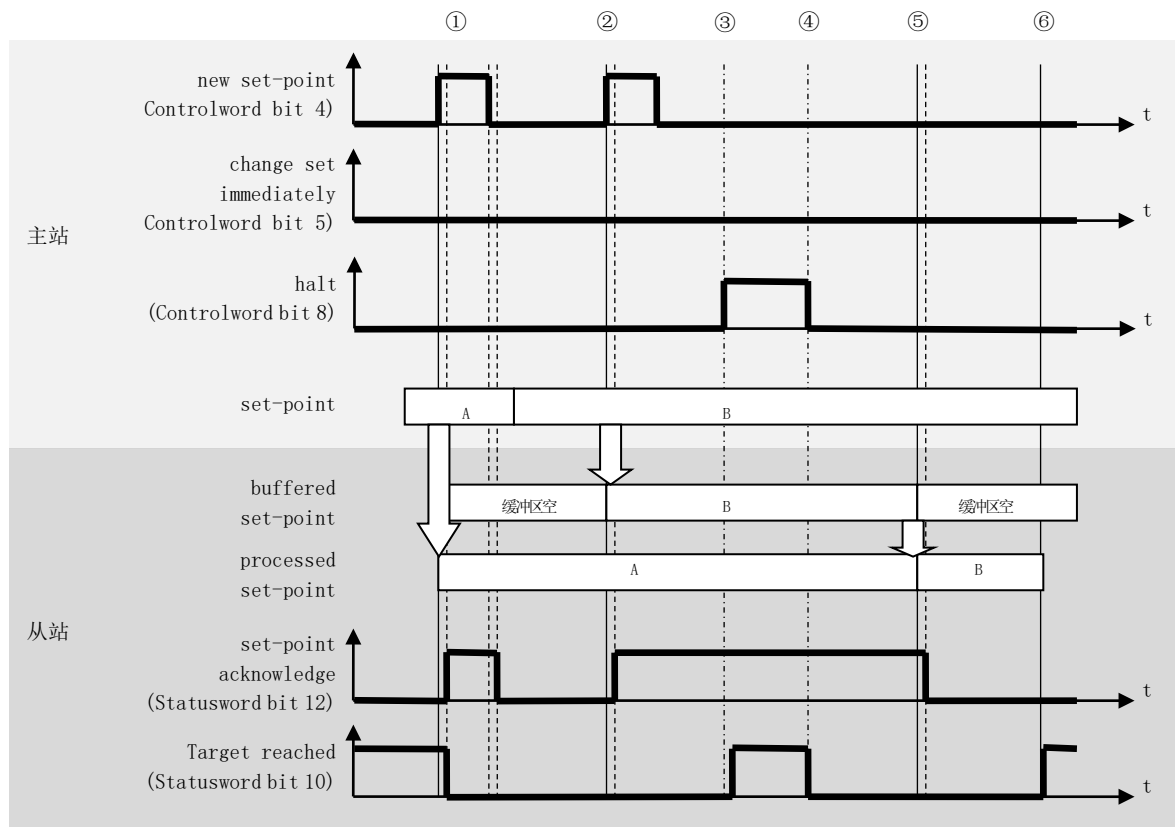 ① ② ③ ④ ⑤ ⑥
new set-point
Controlword bit 4)
t
change set
immediately
Controlword bit 5)
t
主站
halt
(Controlword bit 8)
t
set-point
A
B
buffered
set-point
缓冲区空
B
缓冲区空
processed
set-point
A
B
从站
set-point
acknowledge
(Statusword bit 12)
t
Target reached
(Statusword bit 10)
t